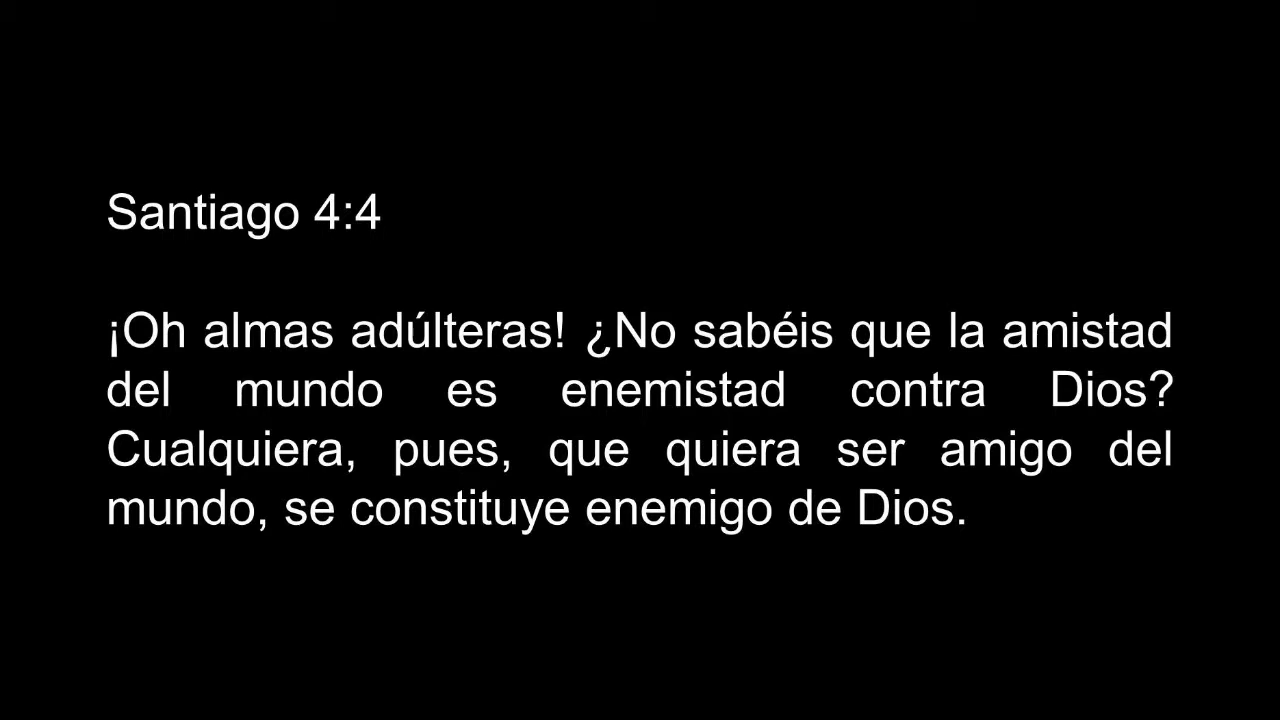 Santiago 4:4
¡Oh almas adúlteras! ¿No sabéis que la amistad
del mundo es enemistad contra Dios?
Cualquiera, pues, que quiera ser amigo del
mundo, se constituye enemigo de Dios.